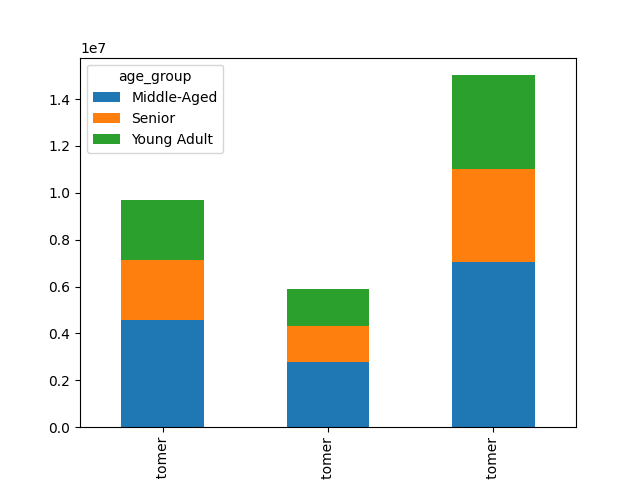 1e7
1.4
1.2
1.0
0.8
0.6
0.4
0.2
0.0
age_group
Middle-Aged
Senior
Young Adult
tomer
tomer
tomer